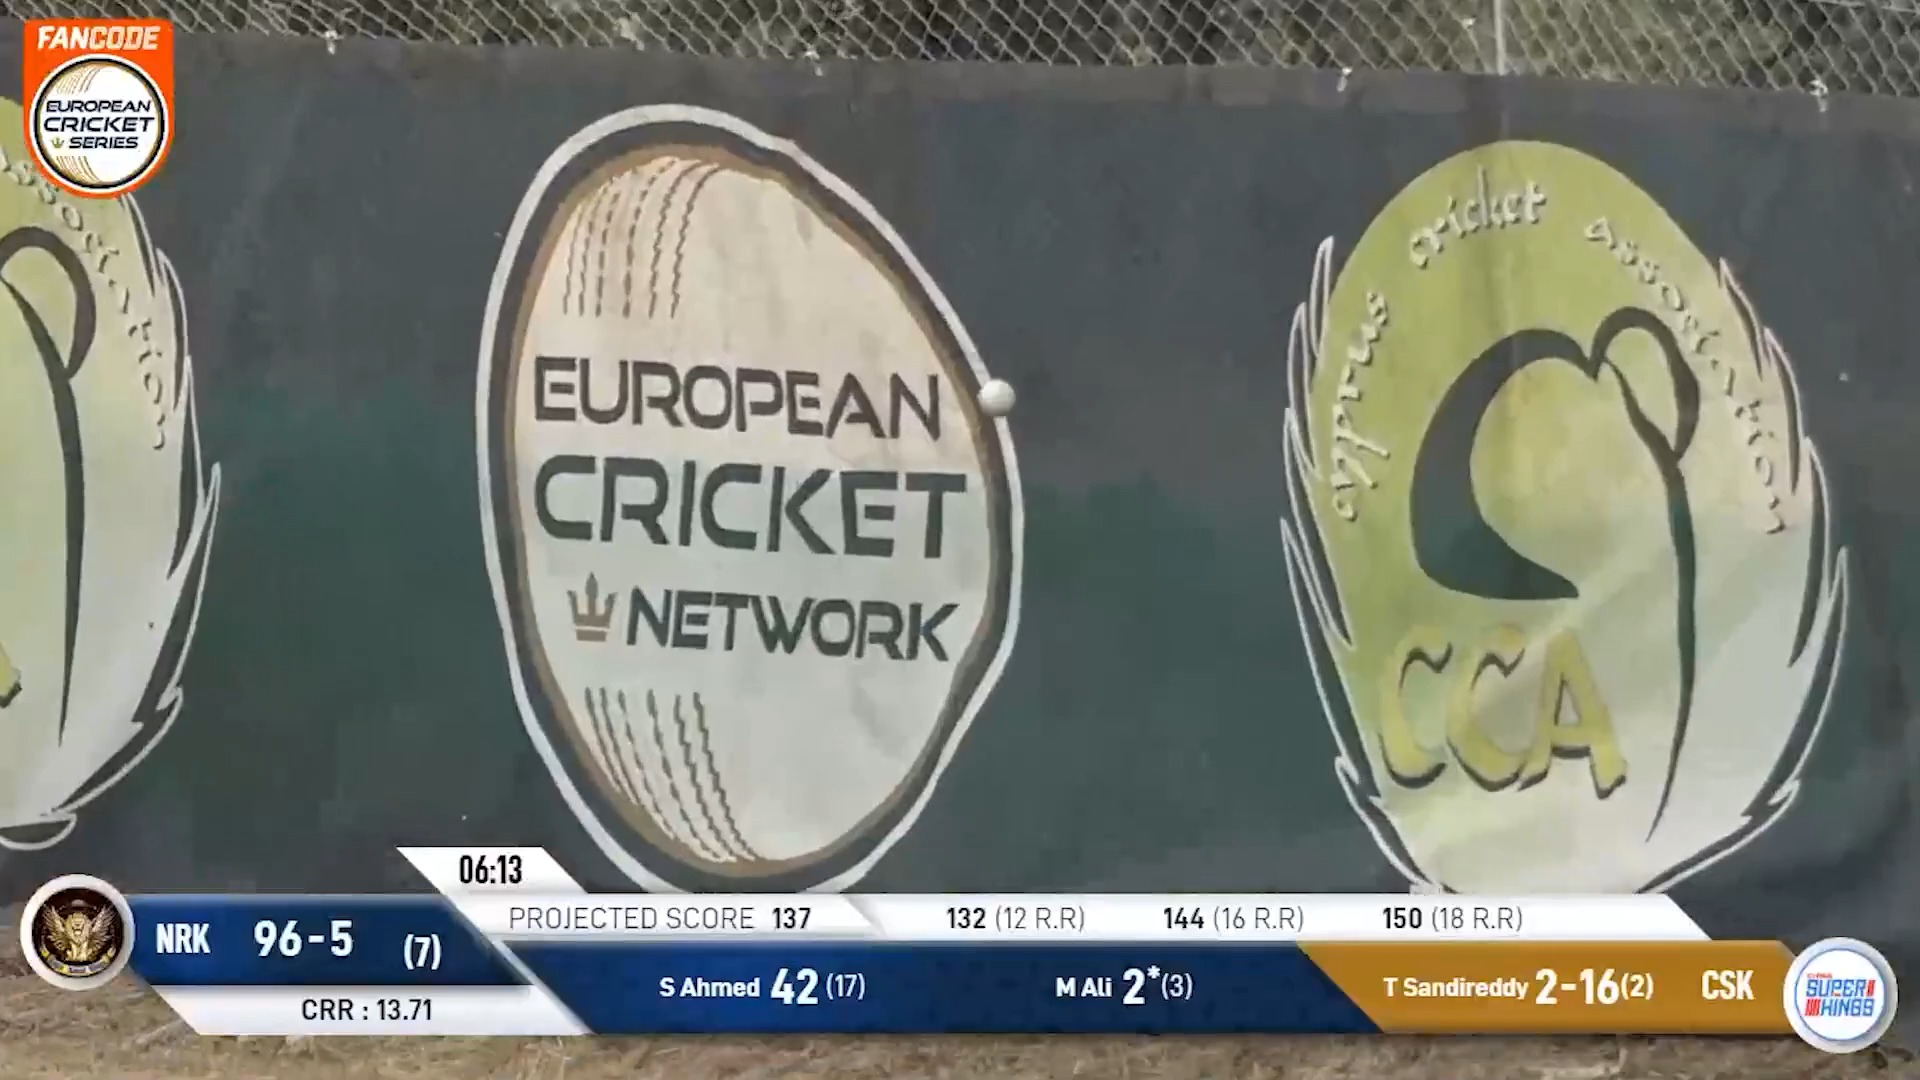 FANCODE
EUROPEAN
CRICKET
SERIES
EUROPEAN
CRICKET
NETWORK
cyprus cricket Association
CCA
Association
06:13
PROJECTED SCORE 137 132 (12 R.R) 144 (16 R.R) 150 (18 R.R)
NRK 96-5 (7)
S Ahmed 42 (17) M Ali 2*(3) T Sandireddy 2-16(2) CSK
CRR : 13.71
SUPER
KINGS